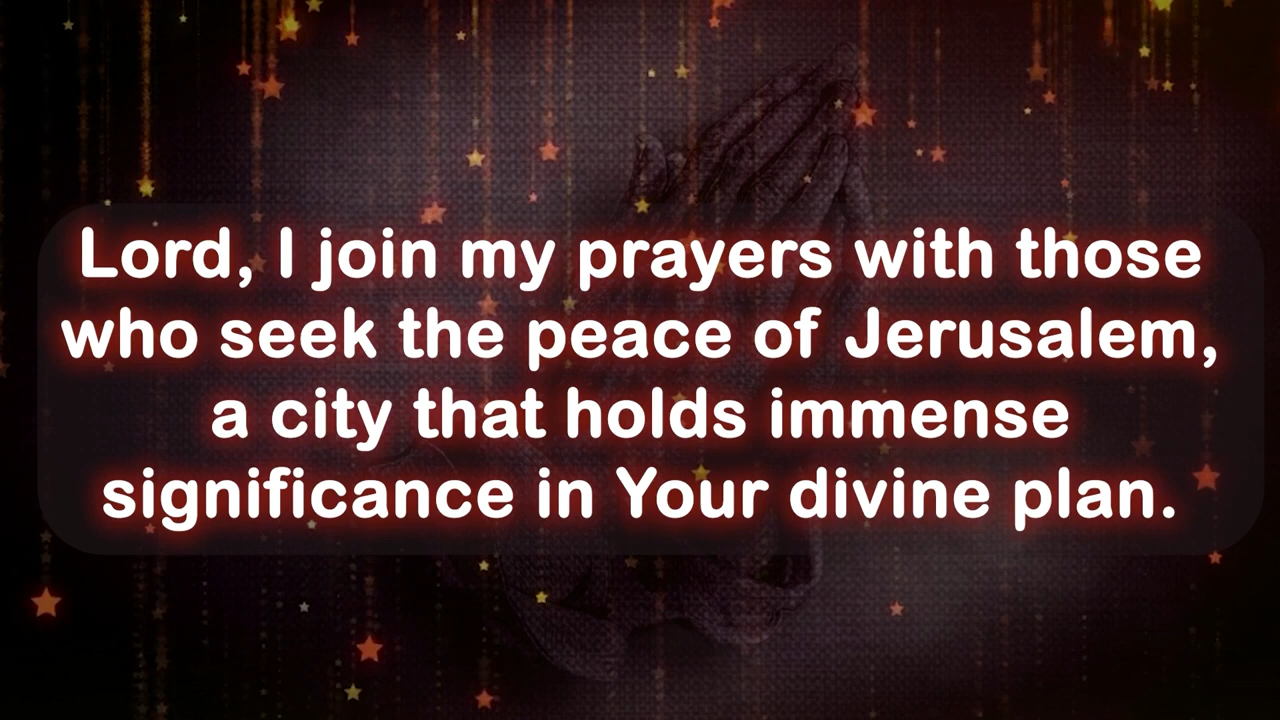 Lord, I join my prayers with those
who seek the peace of Jerusalem,
a city that holds immense
significance in Your divine plan.